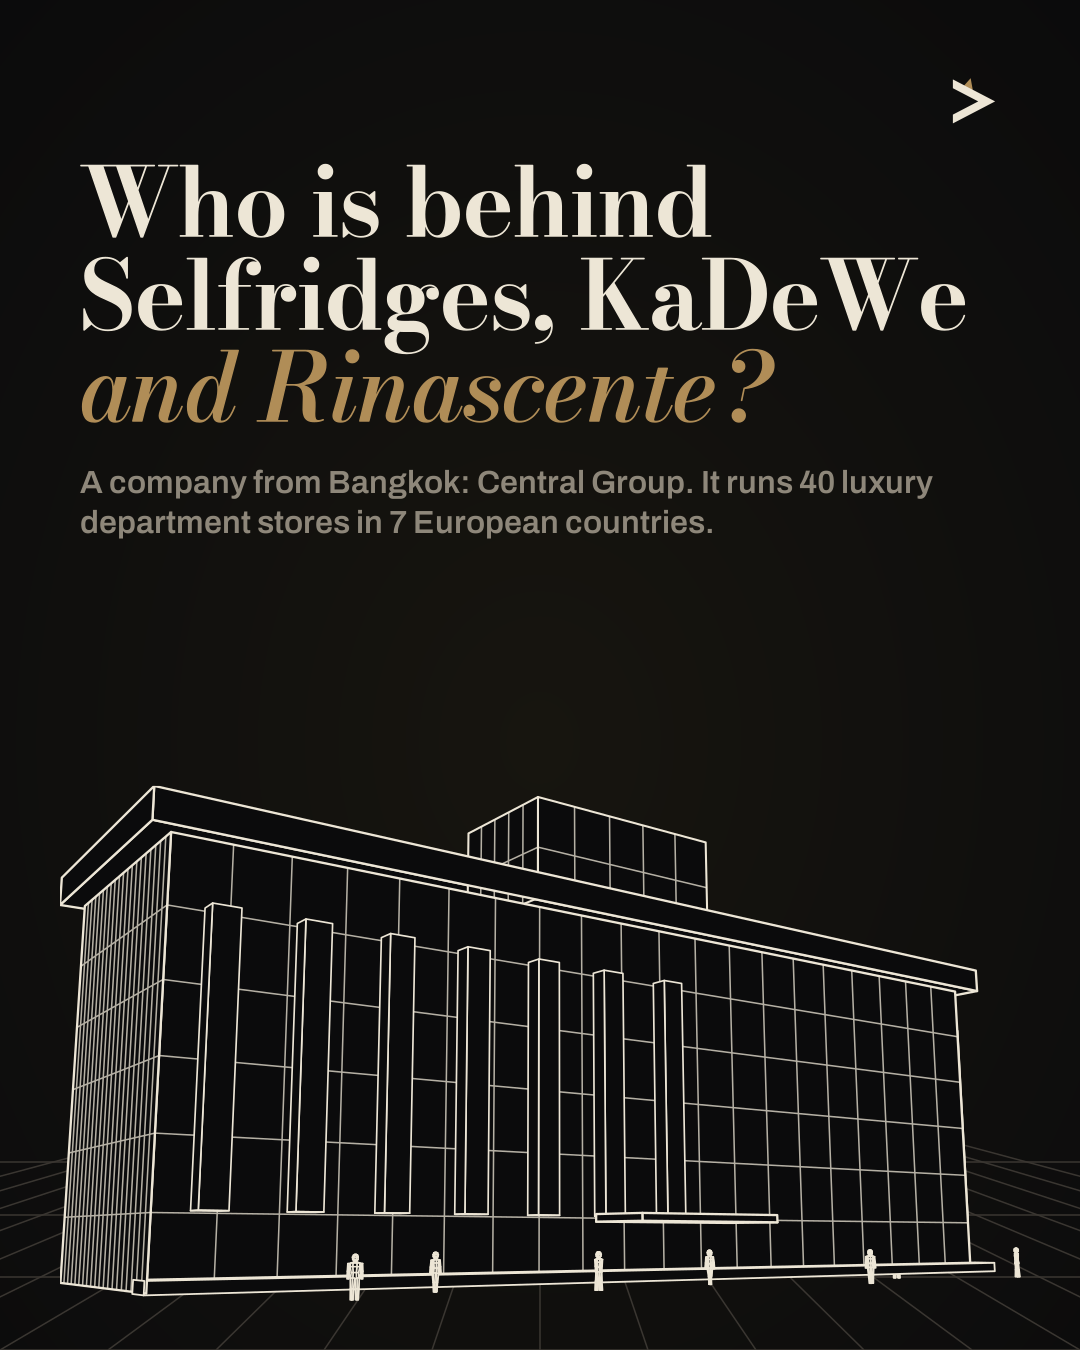 Who is behind
Selfridges, KaDeWe
and Rinascente?
A company from Bangkok: Central Group. It runs 40 luxury
department stores in 7 European countries.